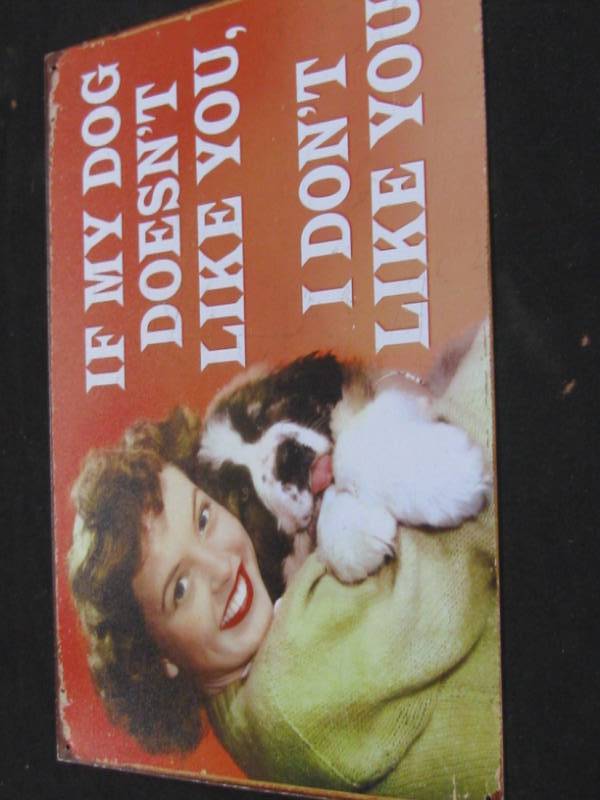 IF MY DOG
DOESN'T
LIKE YOU,
I DON'T
LIKE YOU